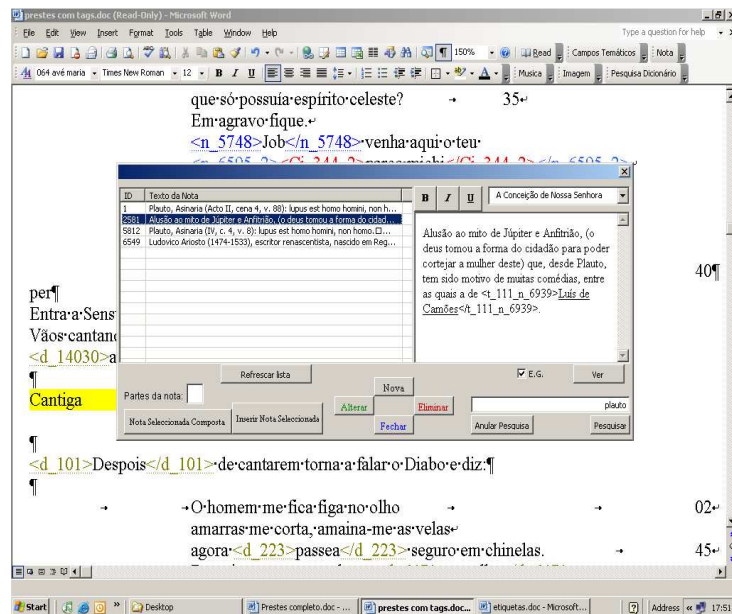 prestes com tags.doc (Read-Only) - Microsoft Word
File Edit View Insert Format Tools Table Window Help
Type a question for help
150% Read Campos Temáticos Nota
064 avé maria Times New Roman 12 B I U Musica Imagem Pesquisa Dicionário
que·só·possuía·espírito·celeste? → 35↵
Em·agravo·fique.↵
<n_5748>Job</n_5748>·venha·aqui·o·teu·
ID Texto da Nota
1 Plauto, Asinaria (Acto II, cena 4, v. 88): lupus est homo homini, non h...
2581 Alusão ao mito de Júpiter e Anfitrião, (o deus tomou a forma do cidad...
5812 Plauto, Asinaria (IV, c. 4, v. 8): lupus est homo homini, non homo.□...
6549 Ludovico Ariosto (1474-1533), escritor renascentista, nascido em Reg...
B I U A Conceição de Nossa Senhora
Alusão ao mito de Júpiter e Anfitrião, (o
deus tomou a forma do cidadão para poder
cortejar a mulher deste) que, desde Plauto,
tem sido motivo de muitas comédias, entre
as quais a de <t_111_n_6939>Luís de
Camões</t_111_n_6939>.
Refrescar lista
E.G. Ver
Partes da nota:
Nova
Alterar Eliminar
plauto
Nota Seleccionada Composta Inserir Nota Seleccionada
Fechar
Anular Pesquisa Pesquisar
40¶
per¶
Entra·a·Sens
Vãos·cantand
<d_14030>a
¶
Cantiga
¶
<d_101>Despois</d_101>·de·cantarem·torna·a·falar·o·Diabo·e·diz:¶
¶
→ →O·homem·me·fica·figa·no·olho → → 02↵
amarras·me·corta,·amaina-me·as·velas↵
agora·<d_223>passea</d_223>·seguro·em·chinelas. → 45↵
Start Desktop Prestes completo.doc - ... prestes com tags.doc... etiquetas.doc - Microsoft... Address 17:51